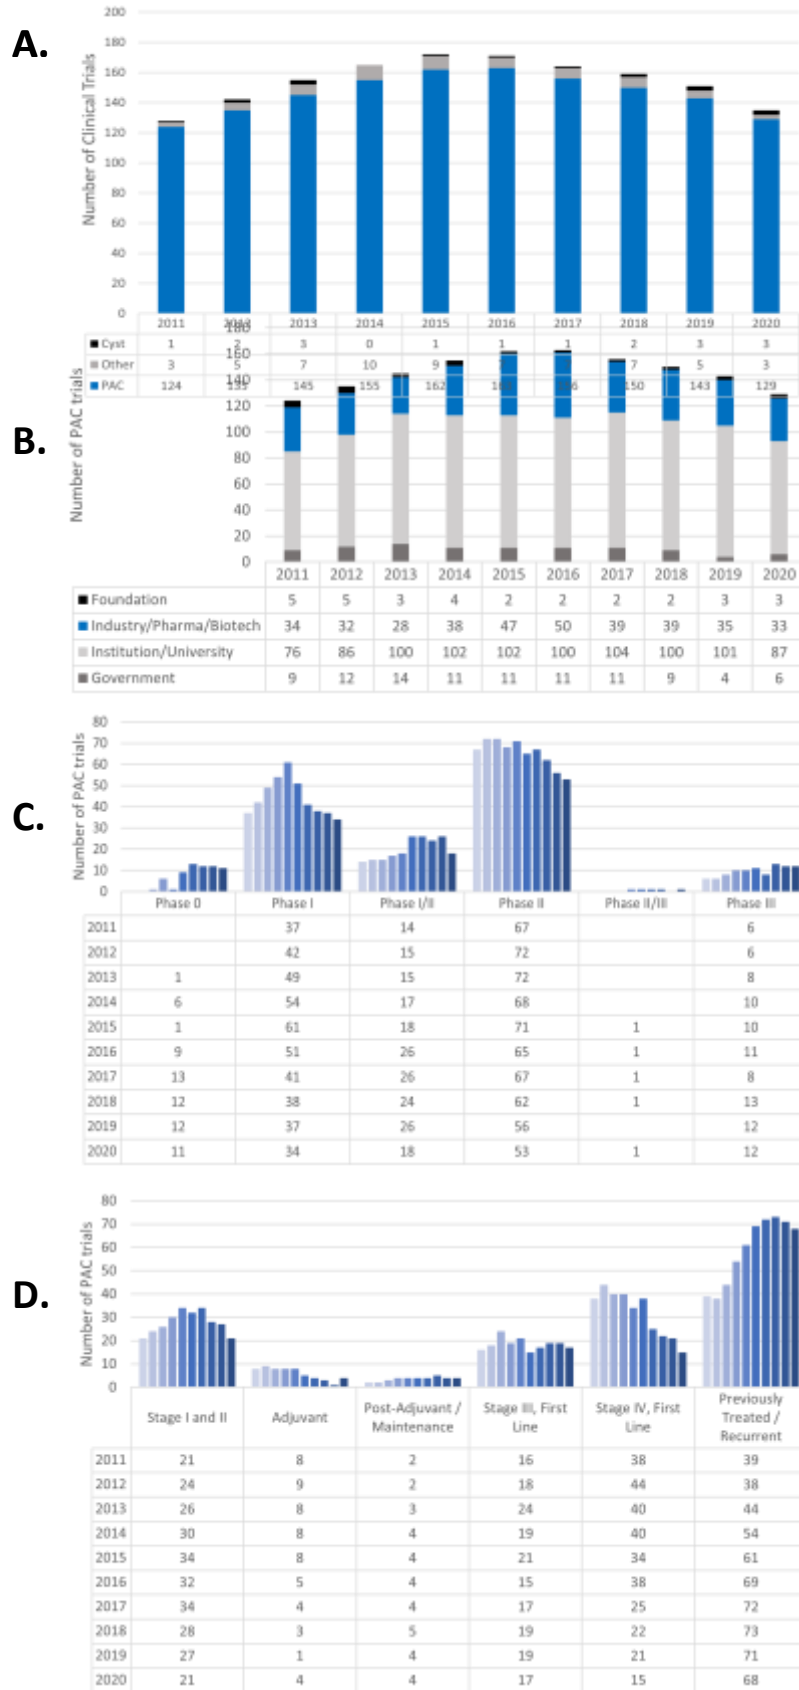 A.
Number of Clinical Trials
200
180
160
140
120
100
80
60
40
20
0
2011 2013 2014 2015 2016 2017 2018 2019 2020
Cyst 1 2 3 0 1 1 1 2 3 3
Other 3 5 7 10 9 7 5 3
PAC 124 135 145 155 162 156 150 143 129
B.
Number of PAC trials
180
160
140
120
100
80
60
40
20
0
2011 2012 2013 2014 2015 2016 2017 2018 2019 2020
Foundation 5 5 3 4 2 2 2 2 3 3
Industry/Pharma/Biotech 34 32 28 38 47 50 39 39 35 33
Institution/University 76 86 100 102 102 100 104 100 101 87
Government 9 12 14 11 11 11 11 9 4 6
C.
Number of PAC trials
80
70
60
50
40
30
20
10
0
Phase 0 Phase I Phase I/II Phase II Phase II/III Phase III
2011 37 14 67 6
2012 42 15 72 6
2013 1 49 15 72 8
2014 6 54 17 68 10
2015 1 61 18 71 1 10
2016 9 51 26 65 1 11
2017 13 41 26 67 1 8
2018 12 38 24 62 1 13
2019 12 37 26 56 12
2020 11 34 18 53 1 12
D.
Number of PAC trials
80
70
60
50
40
30
20
10
0
Stage I and II Adjuvant Post-Adjuvant / Maintenance Stage III, First Line Stage IV, First Line Previously Treated / Recurrent
2011 21 8 2 16 38 39
2012 24 9 2 18 44 38
2013 26 8 3 24 40 44
2014 30 8 4 19 40 54
2015 34 8 4 21 34 61
2016 32 5 4 15 38 69
2017 34 4 4 17 25 72
2018 28 3 5 19 22 73
2019 27 1 4 19 21 71
2020 21 4 4 17 15 68